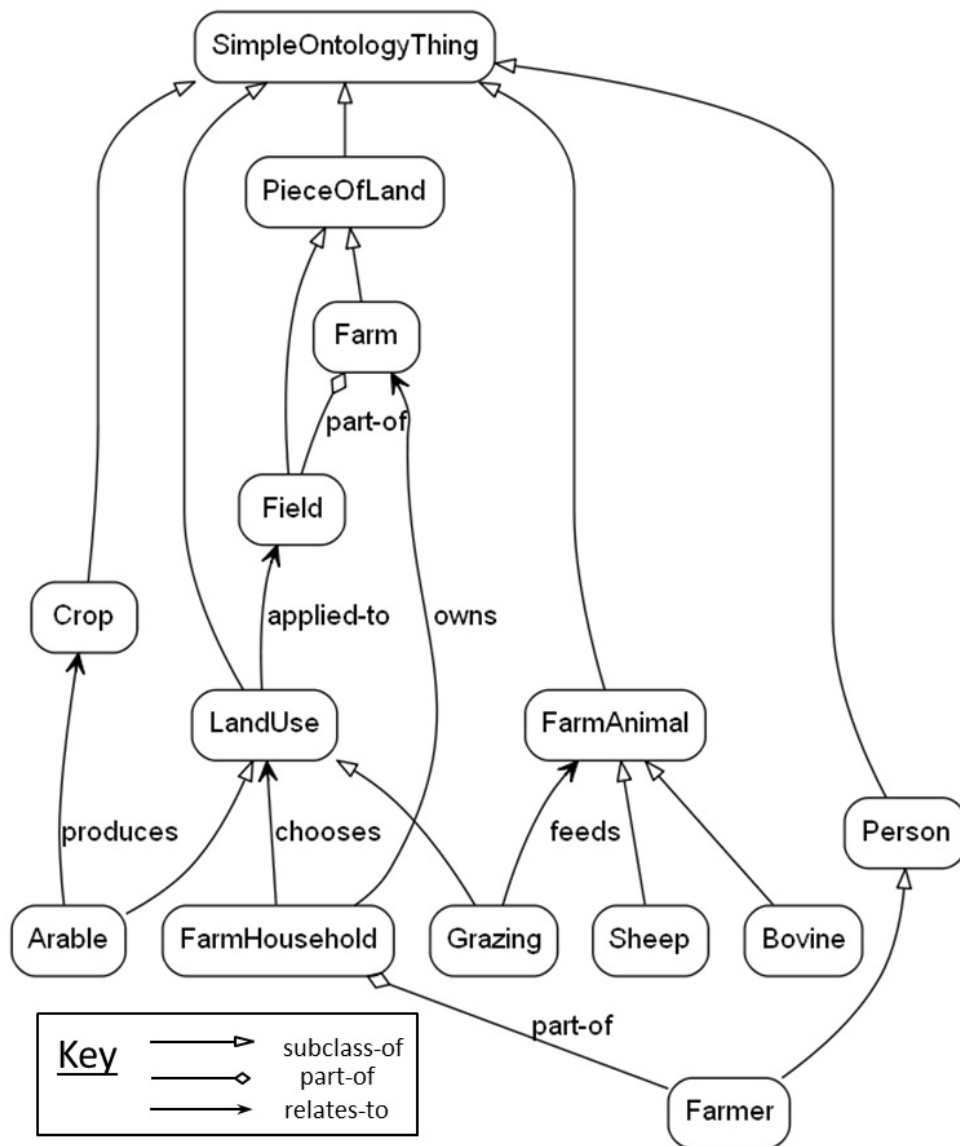 SimpleOntologyThing
PieceOfLand
Farm
part-of
Field
Crop
applied-to
owns
LandUse
FarmAnimal
produces
chooses
feeds
Person
Arable
FarmHousehold
Grazing
Sheep
Bovine
part-of
Farmer
Key
subclass-of
part-of
relates-to